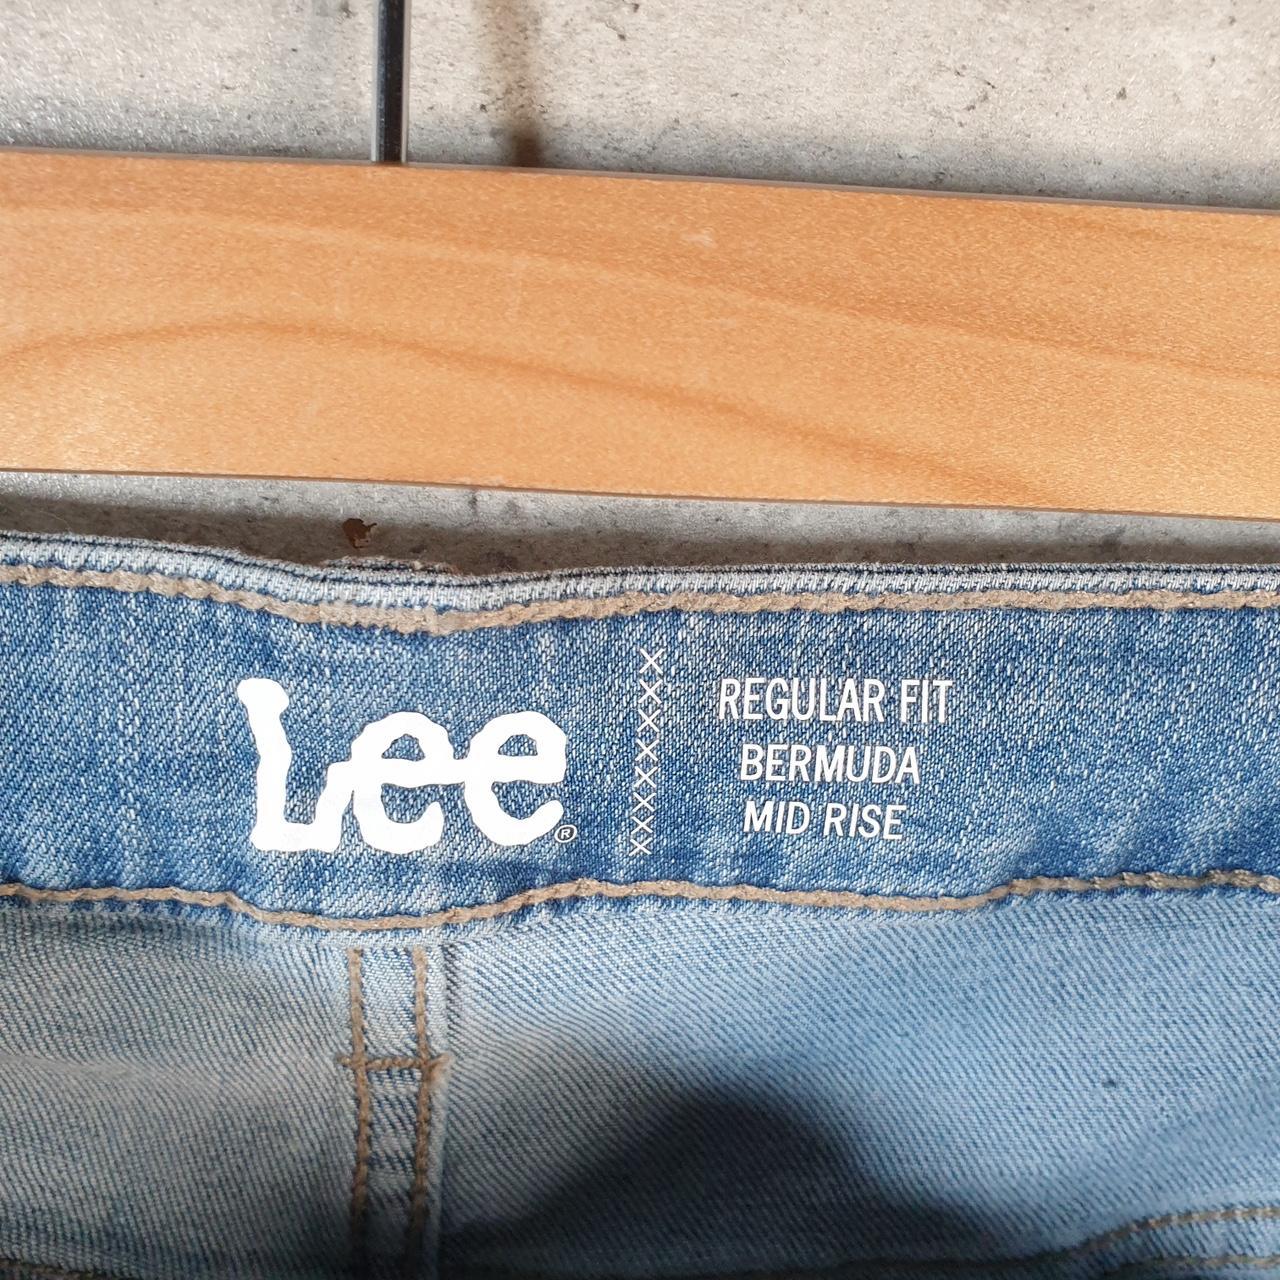 Lee®
REGULAR FIT
BERMUDA
MID RISE